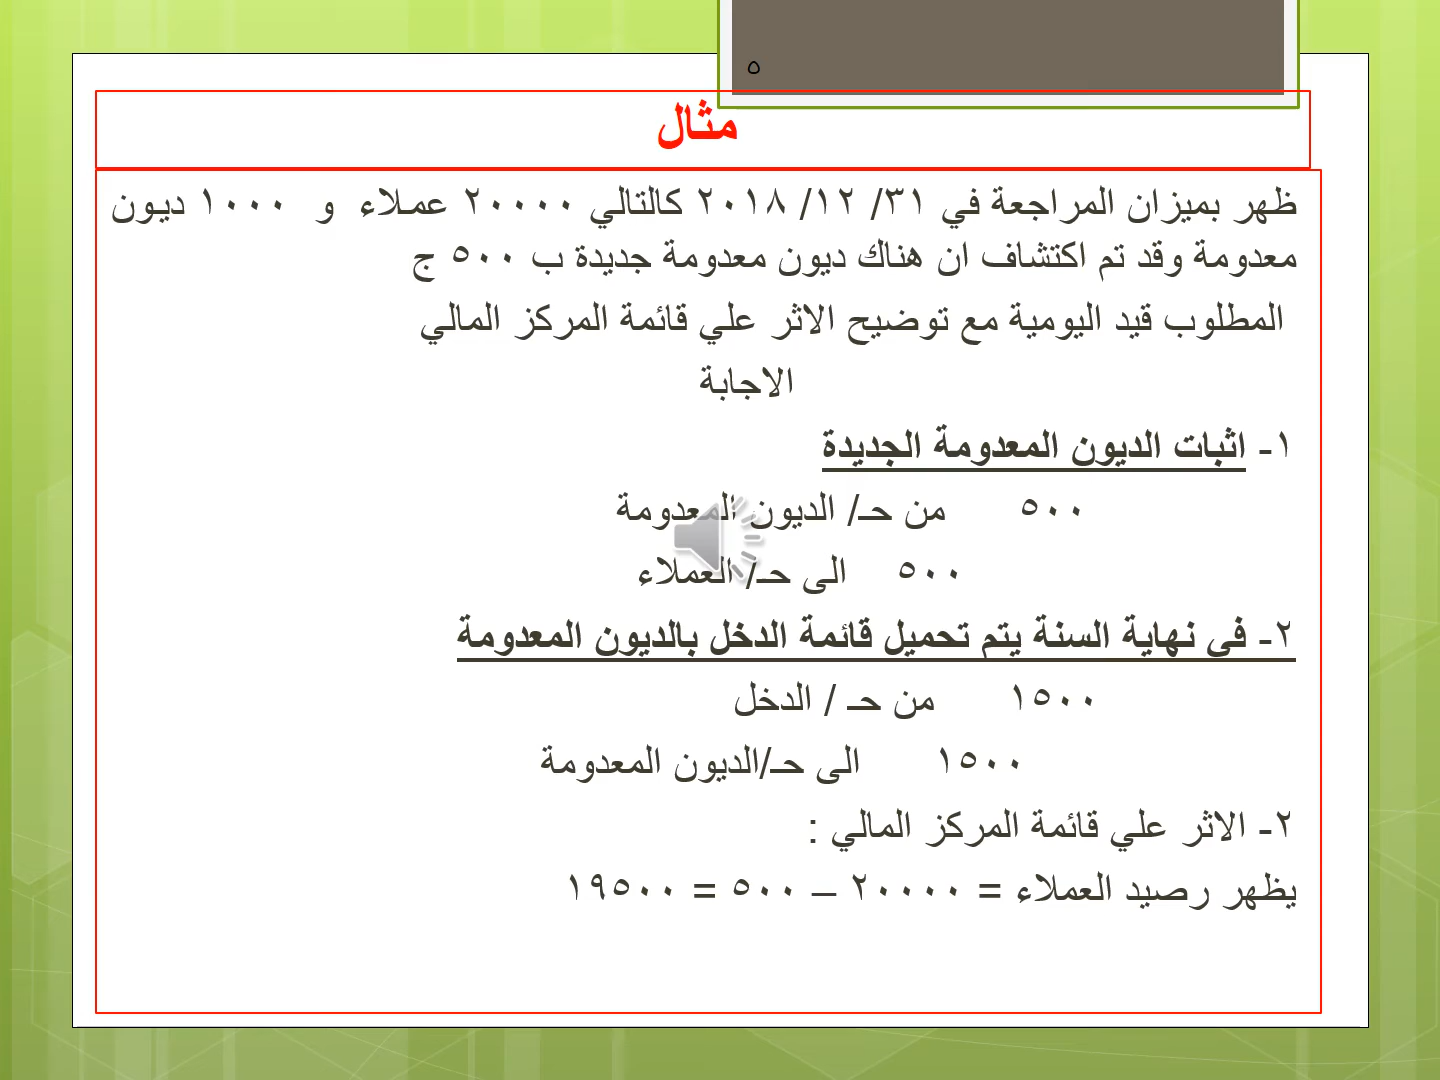 ٥
مثال
ظهر بميزان المراجعة في ٣١/ ١٢/ ٢٠١٨ كالتالي ٢٠٠٠٠ عملاء و ١٠٠٠ ديون
معدومة وقد تم اكتشاف ان هناك ديون معدومة جديدة ب ٥٠٠ ج
المطلوب قيد اليومية مع توضيح الاثر علي قائمة المركز المالي
الاجابة
١- اثبات الديون المعدومة الجديدة
٥٠٠ من حـ/ الديون المعدومة
٥٠٠ الى حـ/ العملاء
٢- فى نهاية السنة يتم تحميل قائمة الدخل بالديون المعدومة
١٥٠٠ من حـ / الدخل
١٥٠٠ الى حـ/الديون المعدومة
٢- الاثر علي قائمة المركز المالي :
يظهر رصيد العملاء = ٢٠٠٠٠ – ٥٠٠ = ١٩٥٠٠